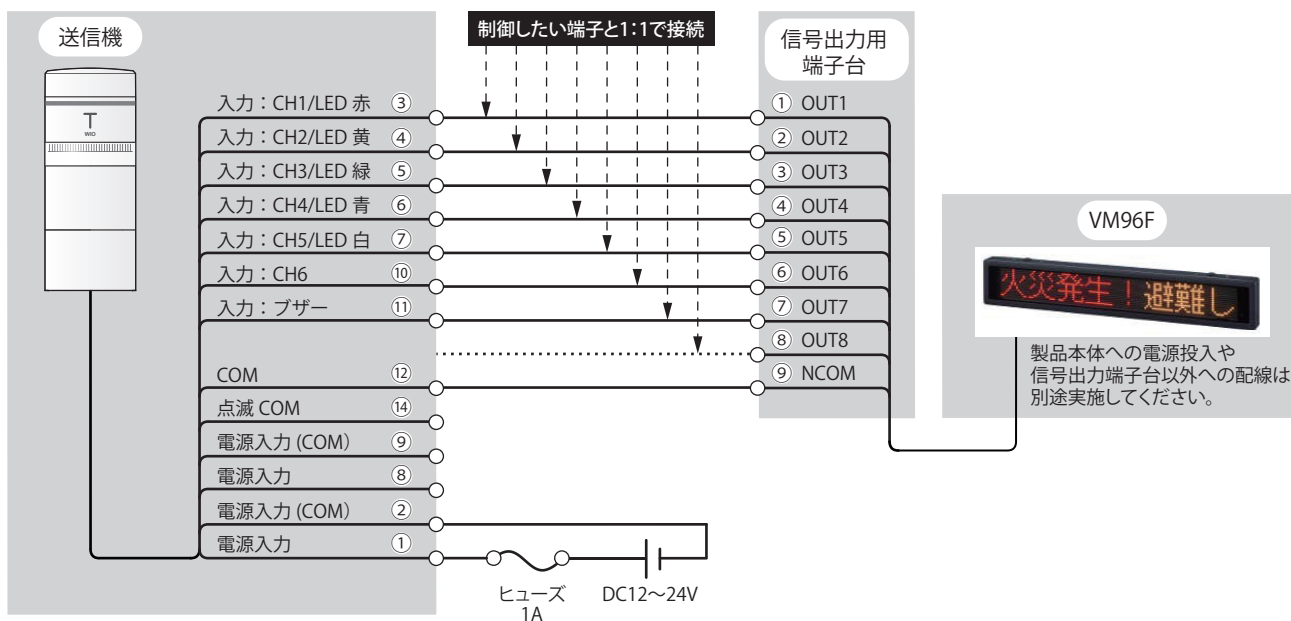 送信機
制御したい端子と1：1で接続
信号出力用
端子台
T
WIO
入力：CH1/LED 赤 ③
入力：CH2/LED 黄 ④
入力：CH3/LED 緑 ⑤
入力：CH4/LED 青 ⑥
入力：CH5/LED 白 ⑦
入力：CH6 ⑩
入力：ブザー ⑪
COM ⑫
点滅 COM ⑭
電源入力 (COM） ⑨
電源入力 ⑧
電源入力 (COM） ②
電源入力 ①
① OUT1
② OUT2
③ OUT3
④ OUT4
⑤ OUT5
⑥ OUT6
⑦ OUT7
⑧ OUT8
⑨ NCOM
VM96F
火災発生！避難し
製品本体への電源投入や
信号出力端子台以外への配線は
別途実施してください。
ヒューズ
1A
DC12～24V